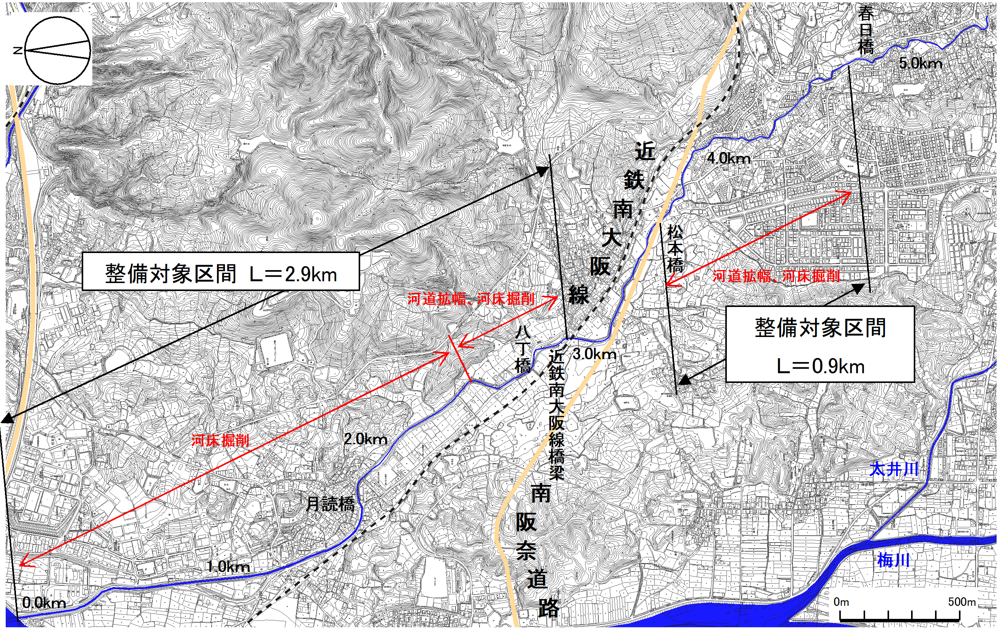 N
春日橋
5.0km
近鉄南大阪線
4.0km
松本橋
整備対象区間 L=2.9km
河道拡幅、河床掘削
河道拡幅、河床掘削
八丁橋
整備対象区間
L=0.9km
3.0km
近鉄南大阪線橋梁
河床掘削
2.0km
太井川
月読橋
南阪奈道路
梅川
1.0km
0.0km
0m
500m